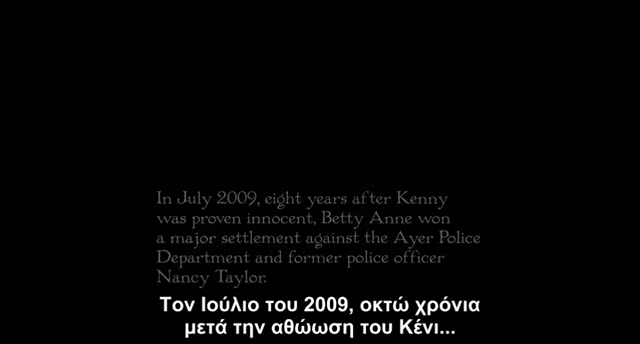 In July 2009, eight years after Kenny
was proven innocent, Betty Anne won
a major settlement against the Ayer Police
Department and former police officer
Nancy Taylor.
Τον Ιούλιο του 2009, οκτώ χρόνια
μετά την αθώωση του Κένι...